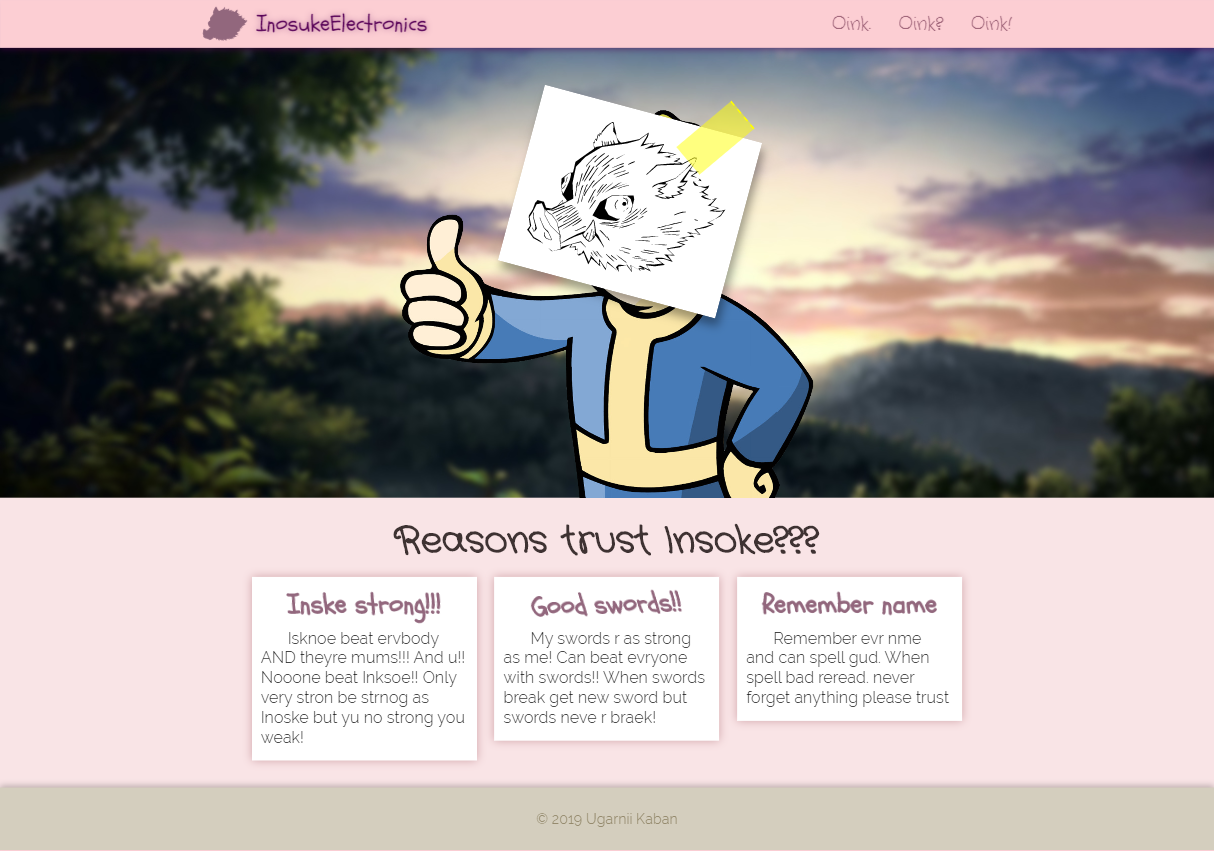 InosukeElectronics
Oink. Oink? Oink!
Reasons trust Insoke???
Inske strong!!!
Isknoe beat ervbody
AND theyre mums!!! And u!!
Nooone beat Inksoe!! Only
very stron be strnog as
Inoske but yu no strong you
weak!
Good swords!!
My swords r as strong
as me! Can beat evryone
with swords!! When swords
break get new sword but
swords neve r braek!
Remember name
Remember evr nme
and can spell gud. When
spell bad reread. never
forget anything please trust
© 2019 Ugarnii Kaban